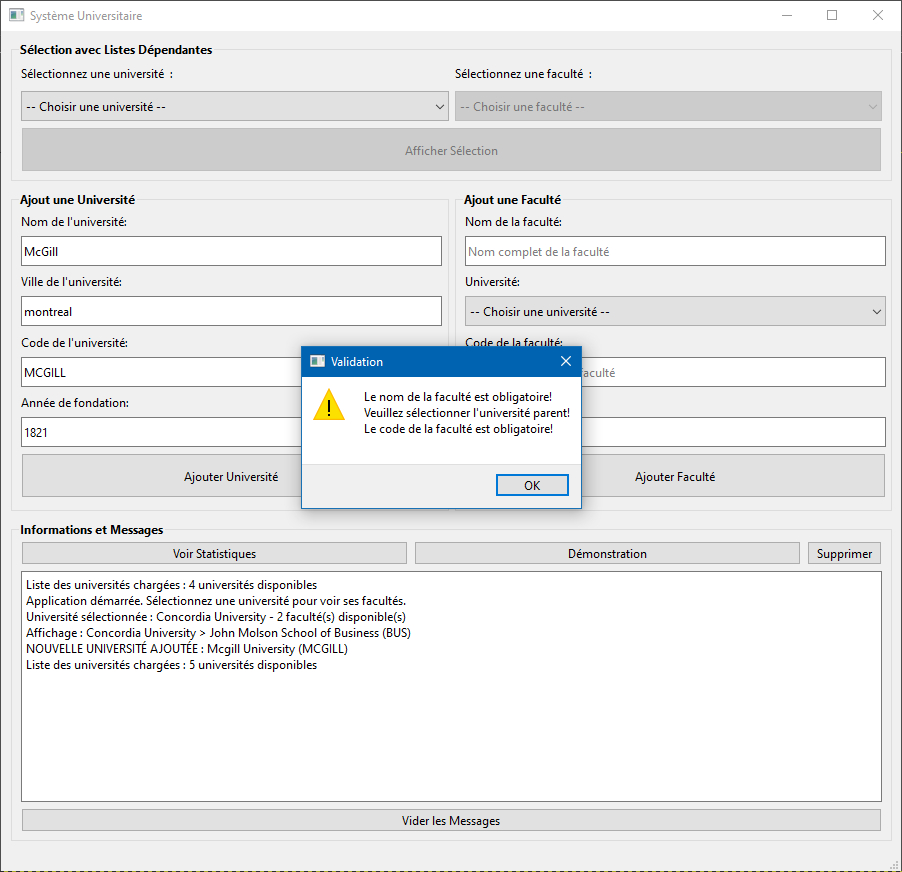 Système Universitaire
Sélection avec Listes Dépendantes
Sélectionnez une université :
Sélectionnez une faculté :
-- Choisir une université --
-- Choisir une faculté --
Afficher Sélection
Ajout une Université
Nom de l'université:
McGill
Ville de l'université:
montreal
Code de l'université:
MCGILL
Année de fondation:
1821
Ajouter Université
Ajout une Faculté
Nom de la faculté:
Nom complet de la faculté
Université:
-- Choisir une université --
Code de la faculté:
faculté
Ajouter Faculté
Validation
Le nom de la faculté est obligatoire!
Veuillez sélectionner l'université parent!
Le code de la faculté est obligatoire!
OK
Informations et Messages
Voir Statistiques
Démonstration
Supprimer
Liste des universités chargées : 4 universités disponibles
Application démarrée. Sélectionnez une université pour voir ses facultés.
Université sélectionnée : Concordia University - 2 faculté(s) disponible(s)
Affichage : Concordia University > John Molson School of Business (BUS)
NOUVELLE UNIVERSITÉ AJOUTÉE : Mcgill University (MCGILL)
Liste des universités chargées : 5 universités disponibles
Vider les Messages